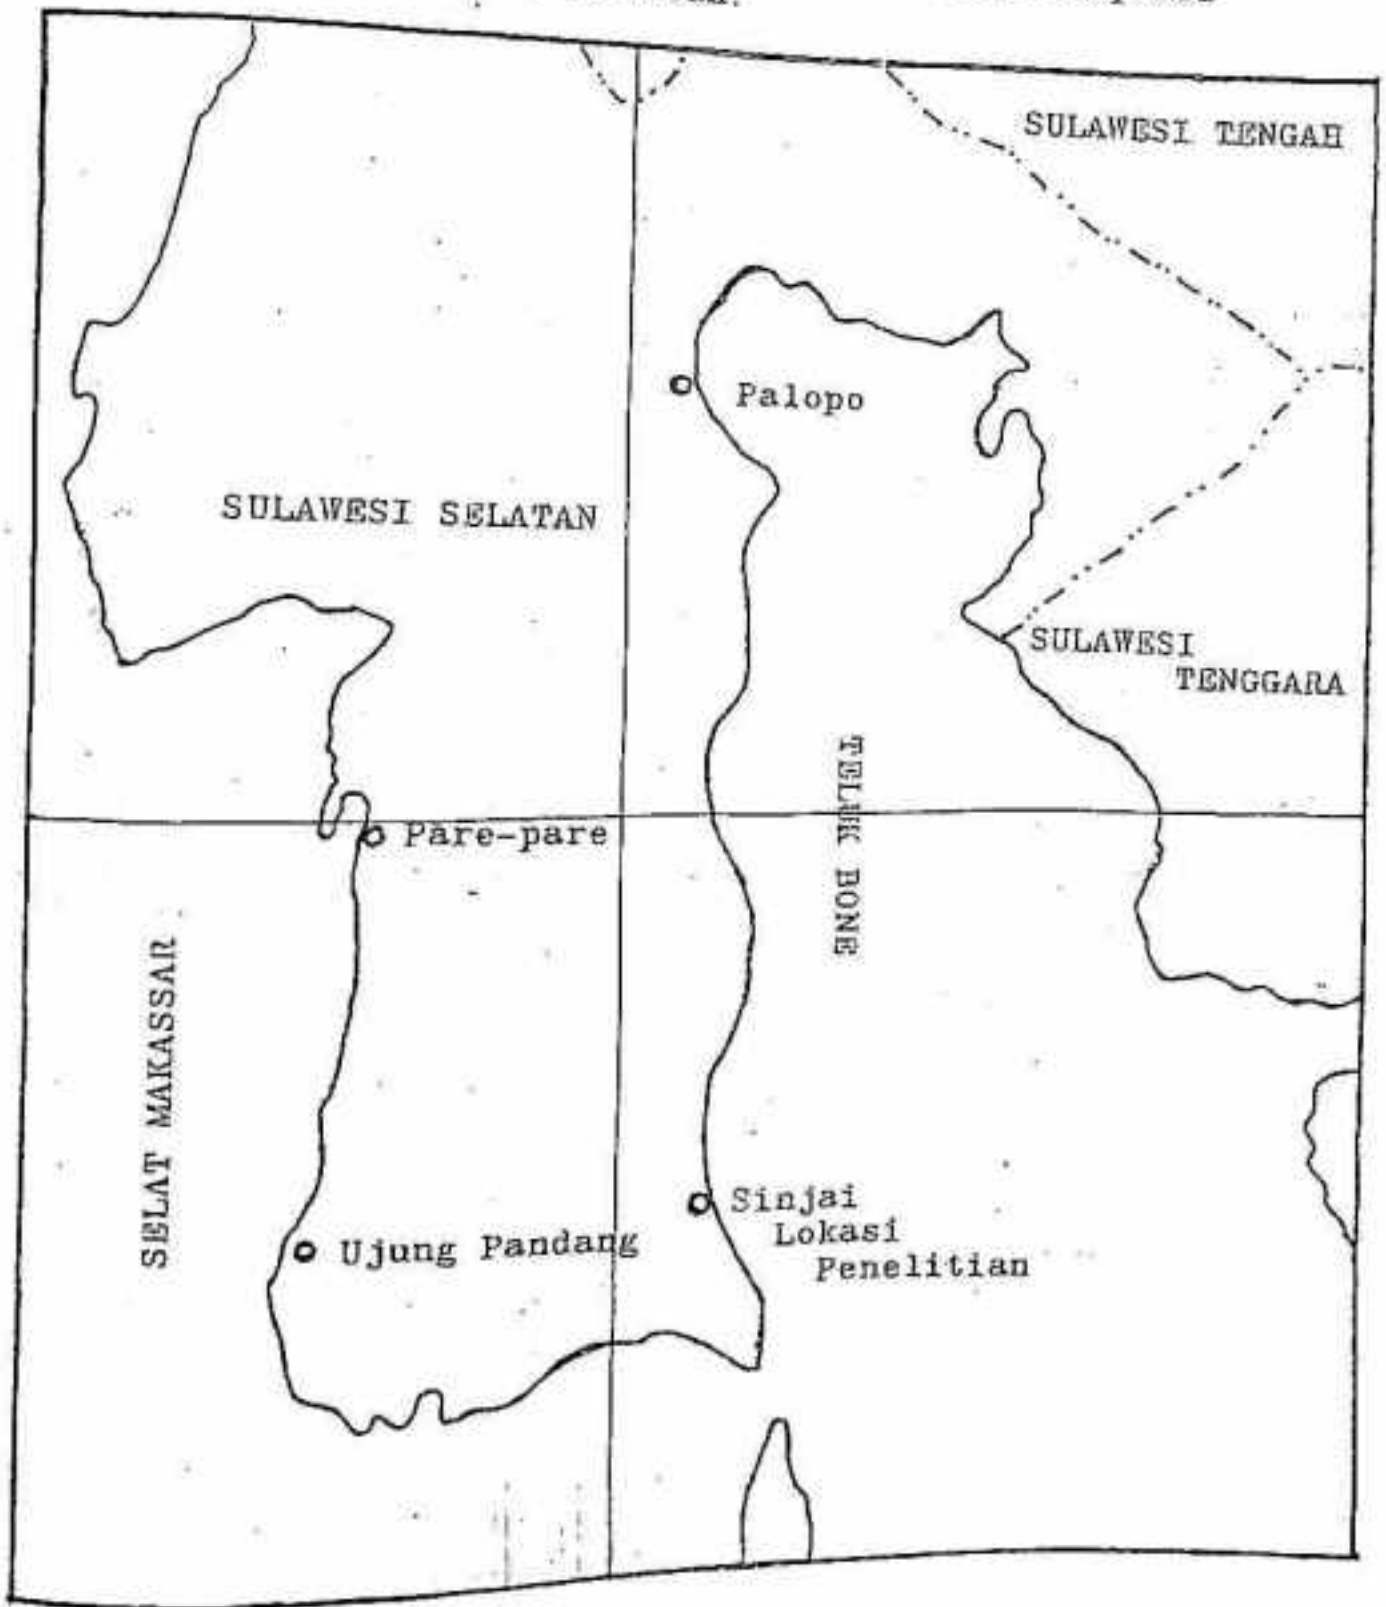 SULAWESI TENGAH
Palopo
SULAWESI SELATAN
SULAWESI
TENGGARA
TELUK BONE
Pare-pare
SELAT MAKASSAR
Sinjai
Lokasi
Penelitian
Ujung Pandang